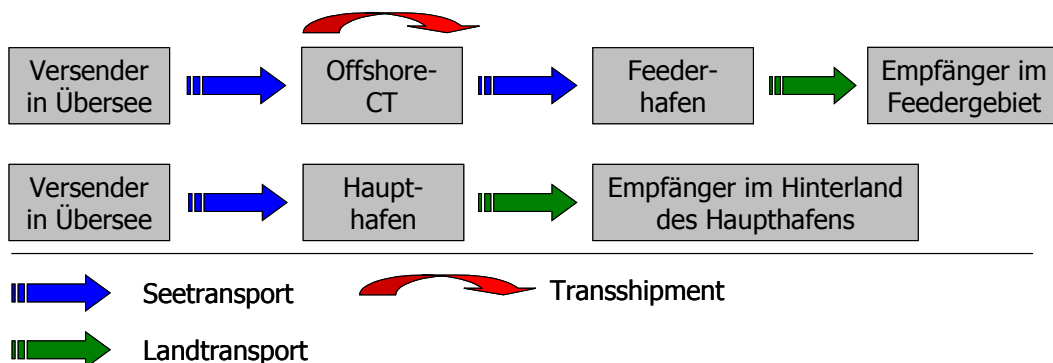 Versender
in Übersee
Offshore-
CT
Feeder-
hafen
Empfänger im
Feedergebiet
Versender
in Übersee
Haupt-
hafen
Empfänger im Hinterland
des Haupthafens
Seetransport
Transshipment
Landtransport